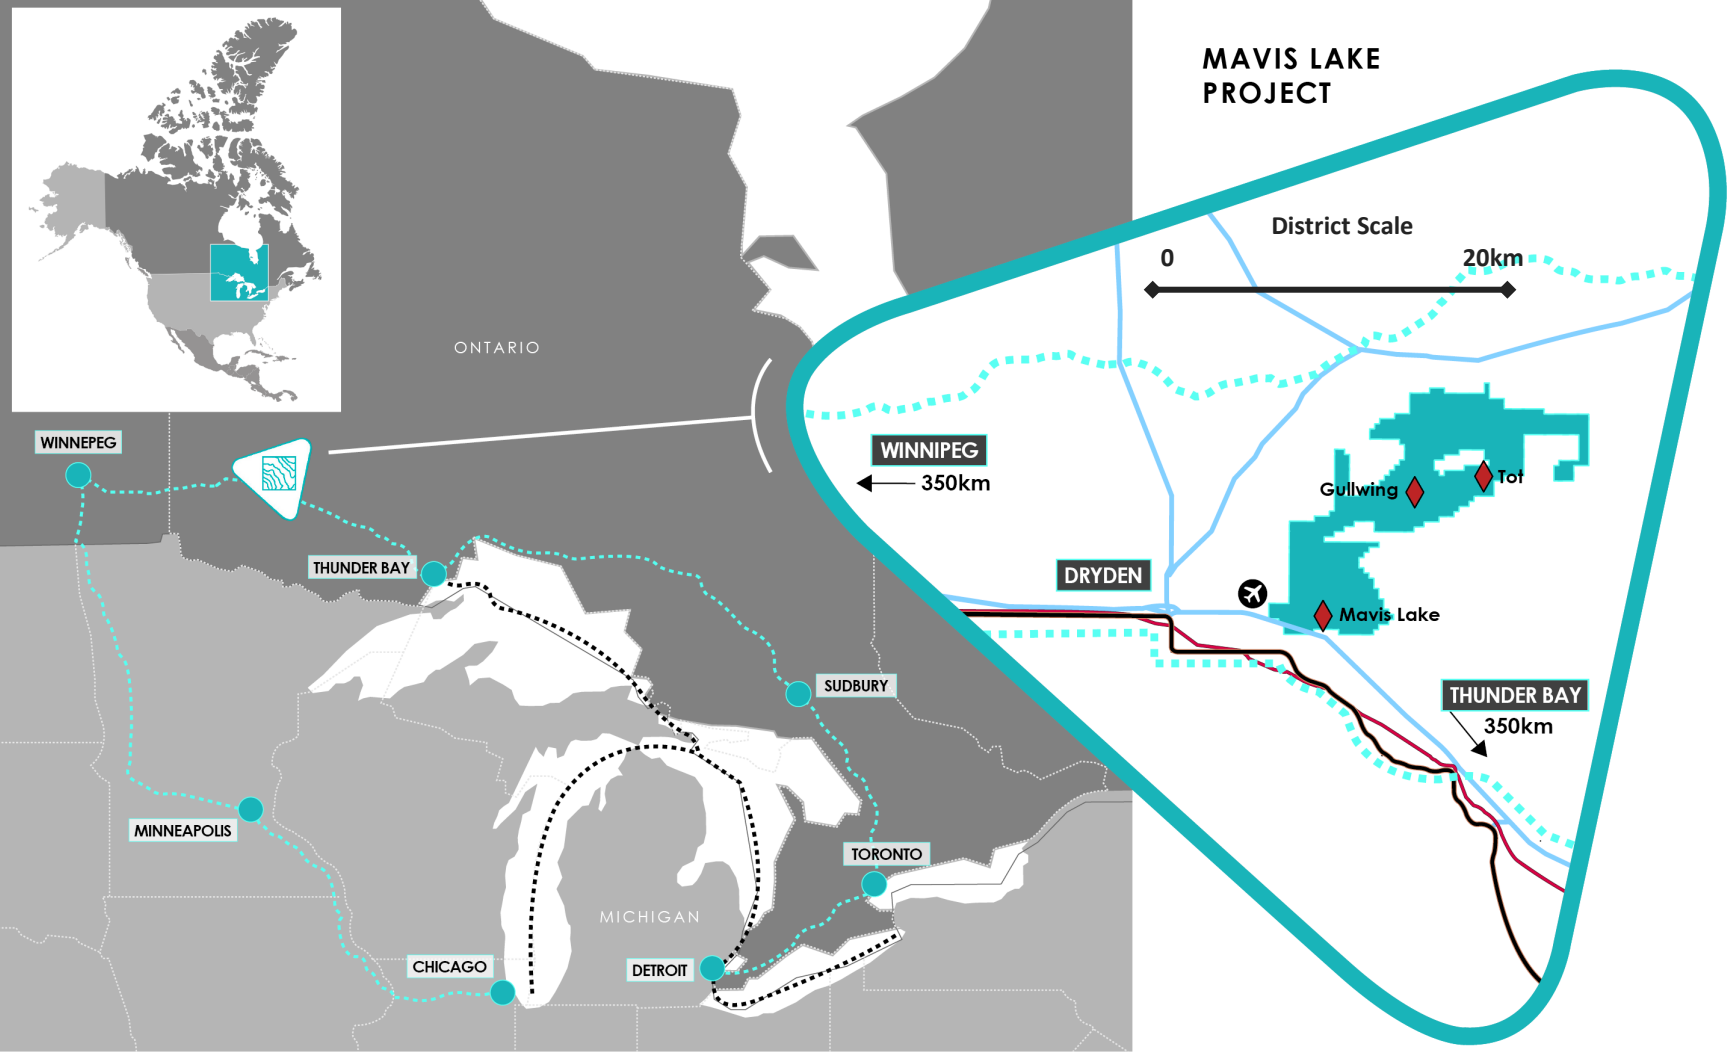 MAVIS LAKE
PROJECT
District Scale
0
20km
ONTARIO
WINNEPEG
WINNIPEG
350km
Gullwing
Tot
THUNDER BAY
DRYDEN
Mavis Lake
SUDBURY
THUNDER BAY
350km
MINNEAPOLIS
TORONTO
MICHIGAN
CHICAGO
DETROIT